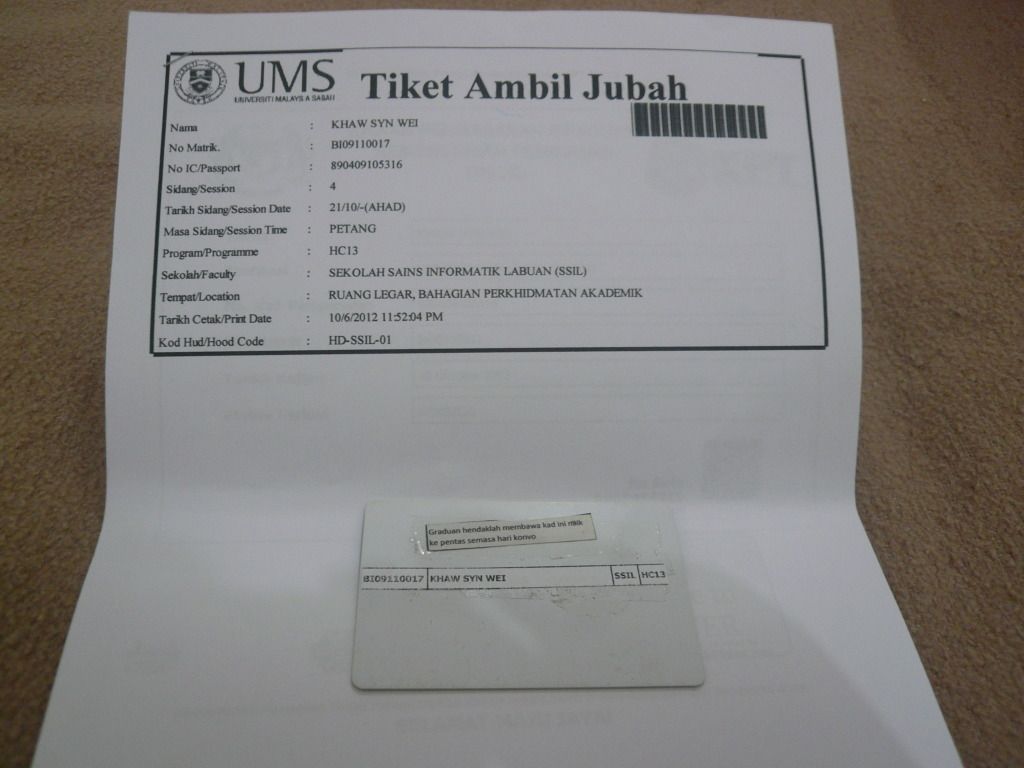 UMS
UNIVERSITI MALAYSIA SABAH
Tiket Ambil Jubah
Nama : KHAW SYN WEI
No Matrik. : BI09110017
No IC/Passport : 890409105316
Sidang/Session : 4
Tarikh Sidang/Session Date : 21/10/-(AHAD)
Masa Sidang/Session Time : PETANG
Program/Programme : HC13
Sekolah/Faculty : SEKOLAH SAINS INFORMATIK LABUAN (SSIL)
Tempat/Location : RUANG LEGAR, BAHAGIAN PERKHIDMATAN AKADEMIK
Tarikh Cetak/Print Date : 10/6/2012 11:52:04 PM
Kod Hud/Hood Code : HD-SSIL-01
Graduan hendaklah membawa kad ini naik
ke pentas semasa hari konvo
BI09110017 KHAW SYN WEI SSIL HC13